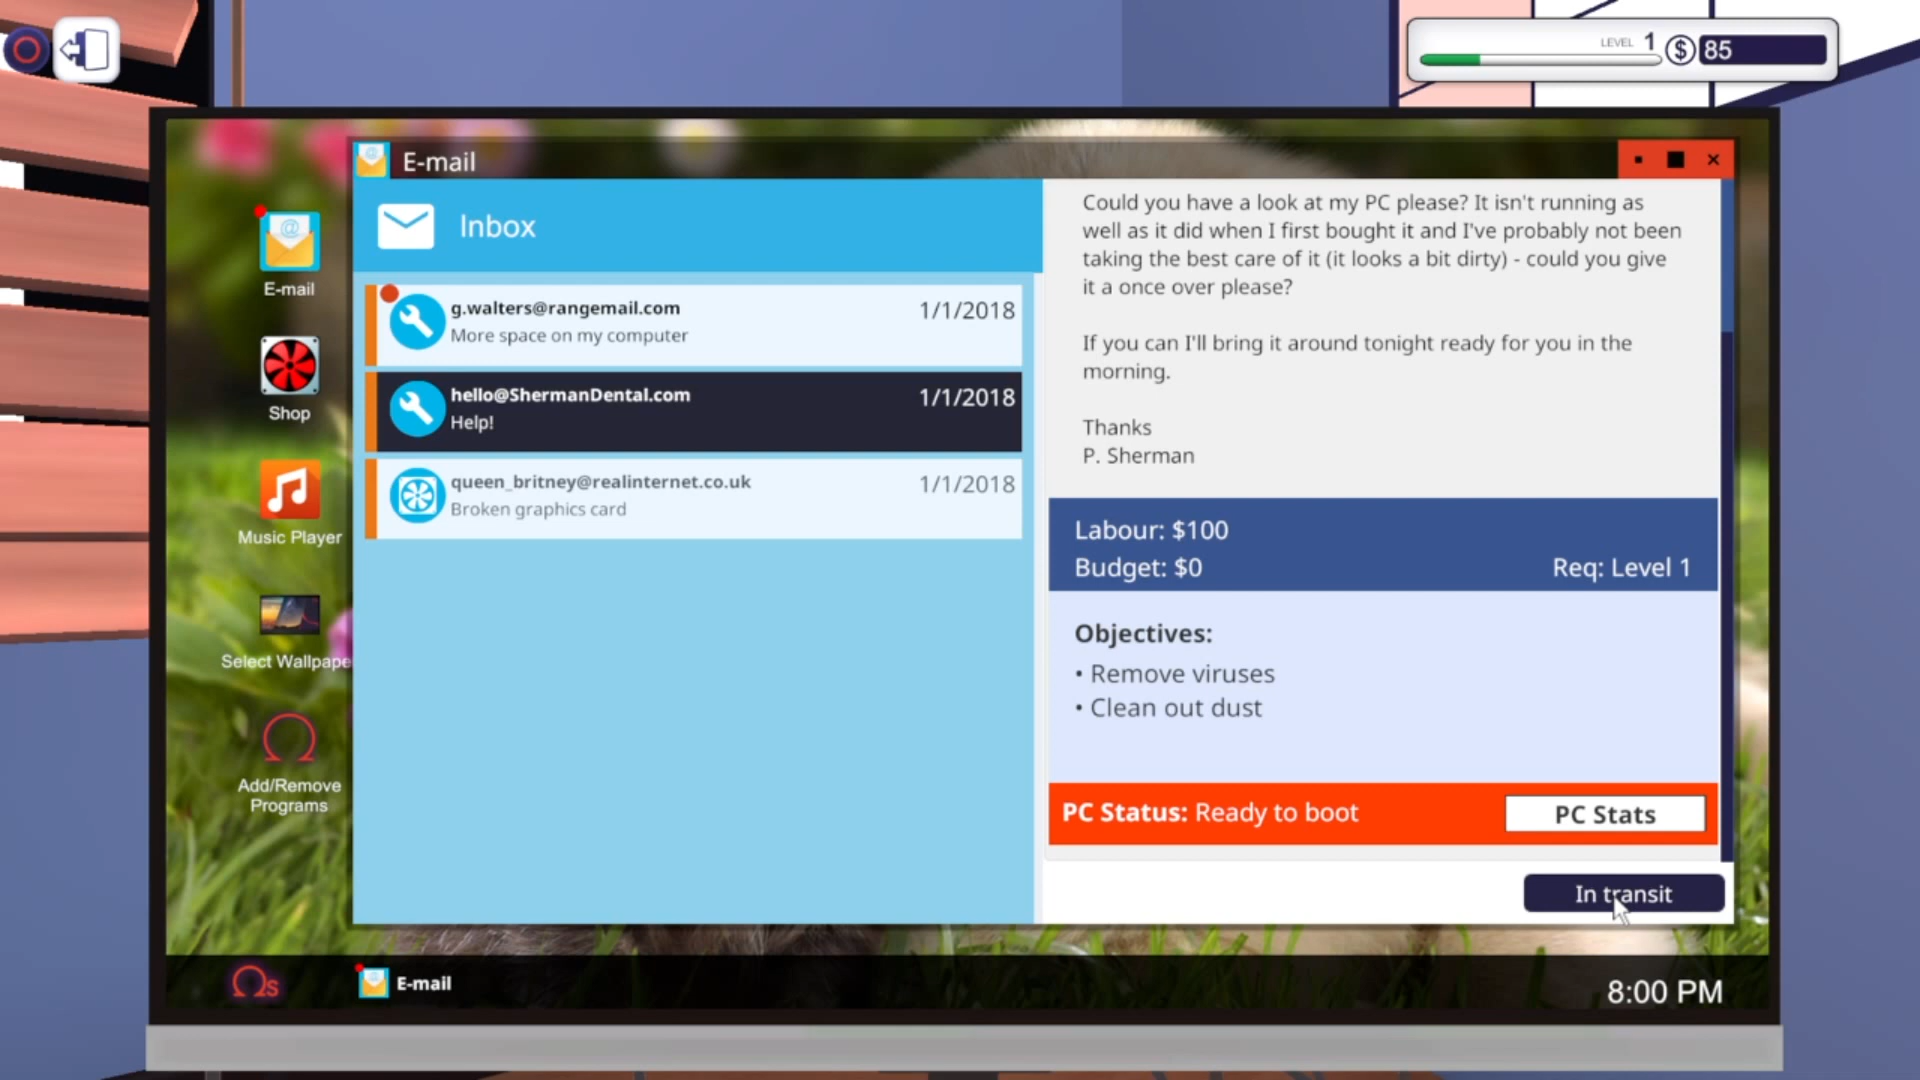 LEVEL 1 $ 85
E-mail
Inbox
g.walters@rangemail.com 1/1/2018
More space on my computer
hello@ShermanDental.com 1/1/2018
Help!
queen_britney@realinternet.co.uk 1/1/2018
Broken graphics card
Could you have a look at my PC please? It isn't running as
well as it did when I first bought it and I've probably not been
taking the best care of it (it looks a bit dirty) - could you give
it a once over please?
If you can I'll bring it around tonight ready for you in the
morning.
Thanks
P. Sherman
Labour: $100
Budget: $0 Req: Level 1
Objectives:
• Remove viruses
• Clean out dust
PC Status: Ready to boot PC Stats
In transit
E-mail
Shop
Music Player
Select Wallpape
Add/Remove
Programs
Ωs E-mail 8:00 PM